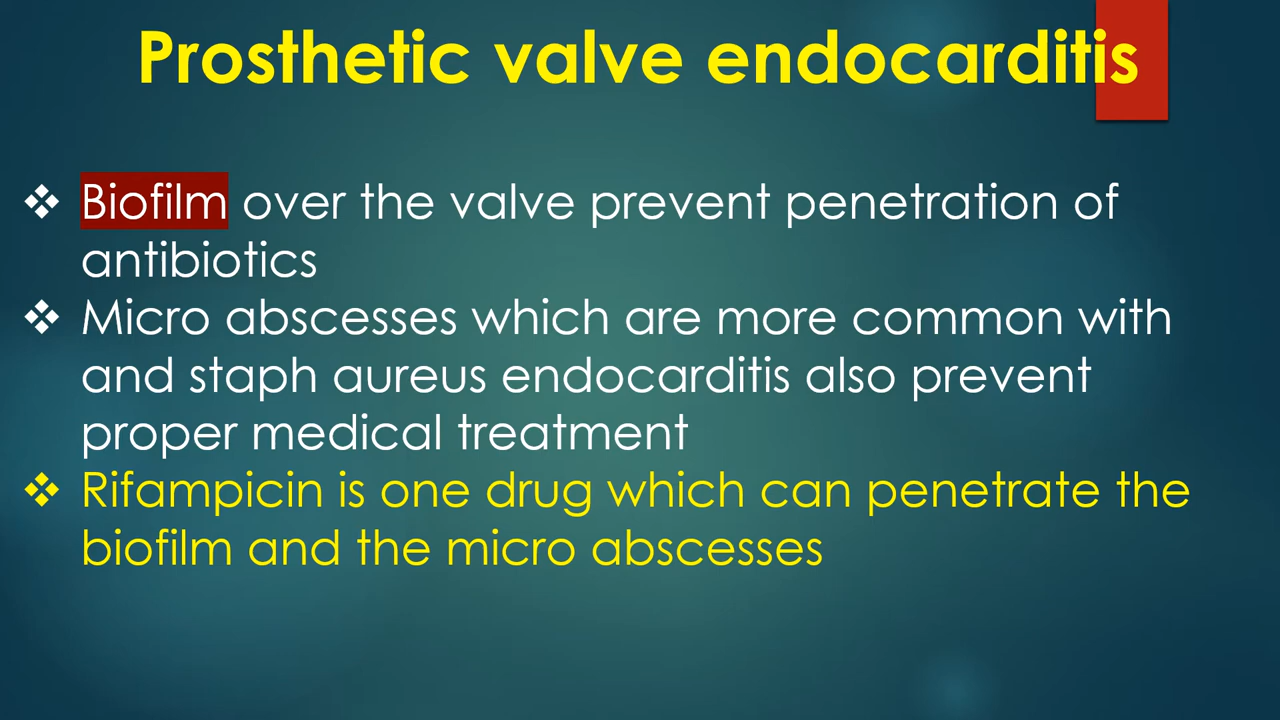 Prosthetic valve endocarditis
❖ Biofilm over the valve prevent penetration of
antibiotics
❖ Micro abscesses which are more common with
and staph aureus endocarditis also prevent
proper medical treatment
❖ Rifampicin is one drug which can penetrate the
biofilm and the micro abscesses